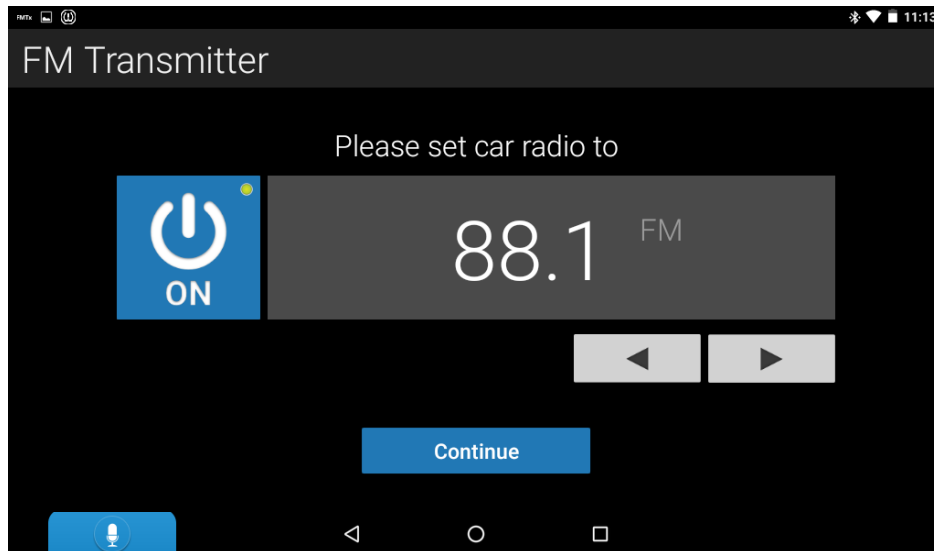 FMTx 11:13
FM Transmitter
Please set car radio to
ON 88.1 FM
Continue